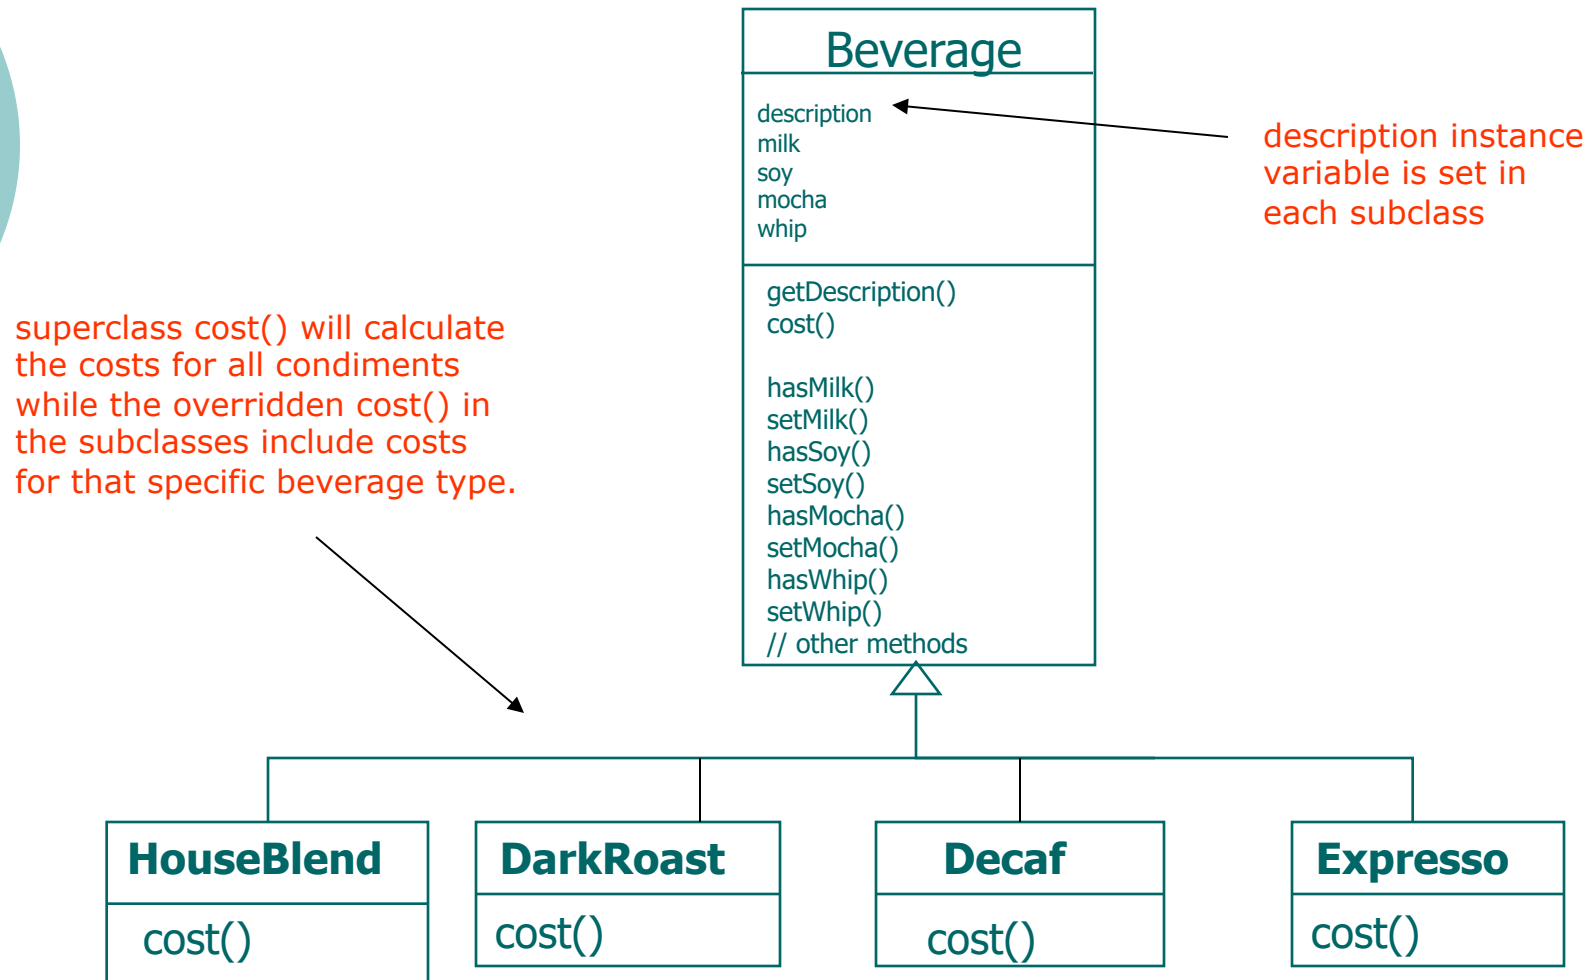 Beverage
description
milk
soy
mocha
whip
description instance
variable is set in
each subclass
getDescription()
cost()
hasMilk()
setMilk()
hasSoy()
setSoy()
hasMocha()
setMocha()
hasWhip()
setWhip()
// other methods
superclass cost() will calculate
the costs for all condiments
while the overridden cost() in
the subclasses include costs
for that specific beverage type.
HouseBlend
cost()
DarkRoast
cost()
Decaf
cost()
Expresso
cost()